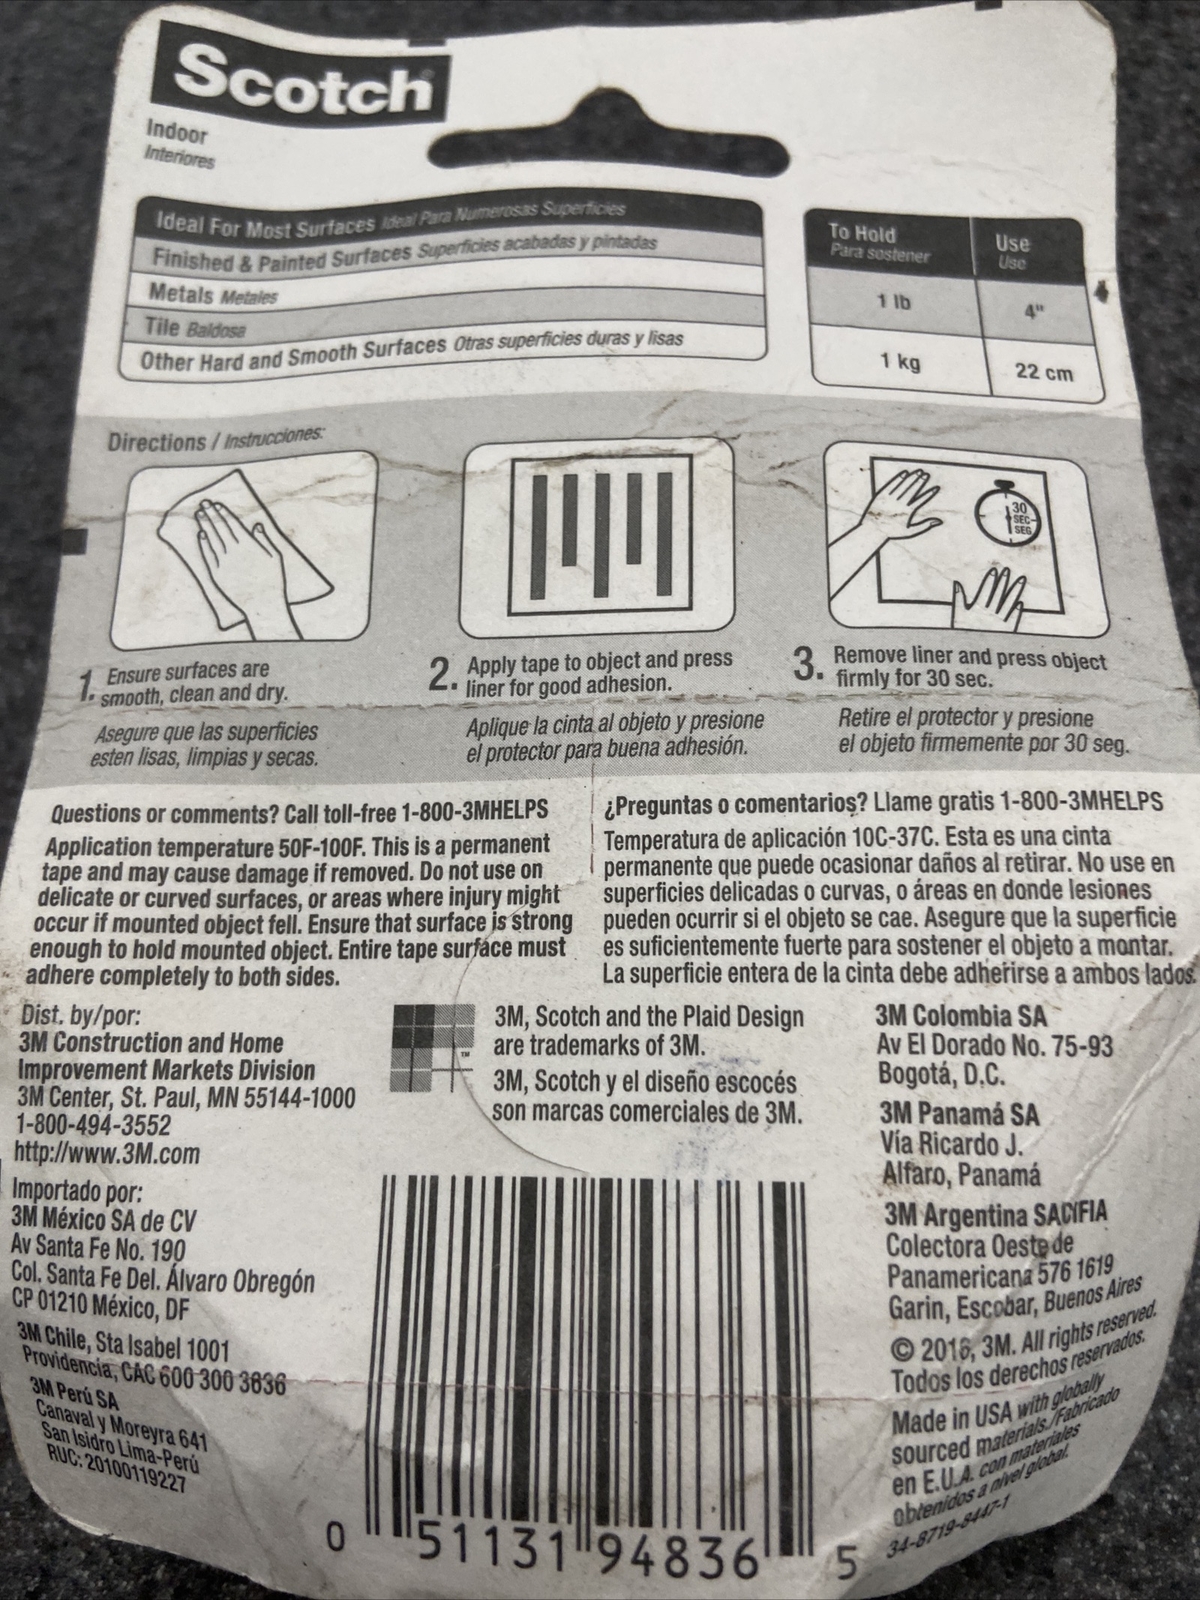 Scotch
Indoor
Interiores
Ideal For Most Surfaces Ideal Para Numerosas Superficies
Finished & Painted Surfaces Superficies acabadas y pintadas
Metals Metales
Tile Baldosa
Other Hard and Smooth Surfaces Otras superficies duras y lisas
To Hold Use
Para sostener Uso
1 lb 4"
1 kg 22 cm
Directions / Instrucciones:
30
SEC-
SEG
1. Ensure surfaces are
smooth, clean and dry.
Asegure que las superficies
esten lisas, limpias y secas.
2. Apply tape to object and press
liner for good adhesion.
Aplique la cinta al objeto y presione
el protector para buena adhesión.
3. Remove liner and press object
firmly for 30 sec.
Retire el protector y presione
el objeto firmemente por 30 seg.
Questions or comments? Call toll-free 1-800-3MHELPS
Application temperature 50F-100F. This is a permanent
tape and may cause damage if removed. Do not use on
delicate or curved surfaces, or areas where injury might
occur if mounted object fell. Ensure that surface is strong
enough to hold mounted object. Entire tape surface must
adhere completely to both sides.
¿Preguntas o comentarios? Llame gratis 1-800-3MHELPS
Temperatura de aplicación 10C-37C. Esta es una cinta
permanente que puede ocasionar daños al retirar. No use en
superficies delicadas o curvas, o áreas en donde lesiones
pueden ocurrir si el objeto se cae. Asegure que la superficie
es suficientemente fuerte para sostener el objeto a montar.
La superficie entera de la cinta debe adherirse a ambos lados.
Dist. by/por:
3M Construction and Home
Improvement Markets Division
3M Center, St. Paul, MN 55144-1000
1-800-494-3552
http://www.3M.com
Importado por:
3M México SA de CV
Av Santa Fe No. 190
Col. Santa Fe Del. Álvaro Obregón
CP 01210 México, DF
3M Chile, Sta Isabel 1001
Providencia, CAC 600 300 3636
3M Perú SA
Canaval y Moreyra 641
San Isidro Lima-Perú
RUC: 20100119227
™
3M, Scotch and the Plaid Design
are trademarks of 3M.
3M, Scotch y el diseño escocés
son marcas comerciales de 3M.
0 51131 94836 5
3M Colombia SA
Av El Dorado No. 75-93
Bogotá, D.C.
3M Panamá SA
Vía Ricardo J.
Alfaro, Panamá
3M Argentina SACIFIA
Colectora Oeste de
Panamericana 576 1619
Garin, Escobar, Buenos Aires
© 2016, 3M. All rights reserved.
Todos los derechos reservados.
Made in USA with globally
sourced materials./Fabricado
en E.U.A. con materiales
obtenidos a nivel global.
34-8719-8447-1